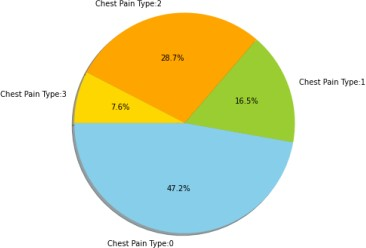 Chest Pain Type:2
28.7%
Chest Pain Type:1
16.5%
Chest Pain Type:3
7.6%
47.2%
Chest Pain Type:0